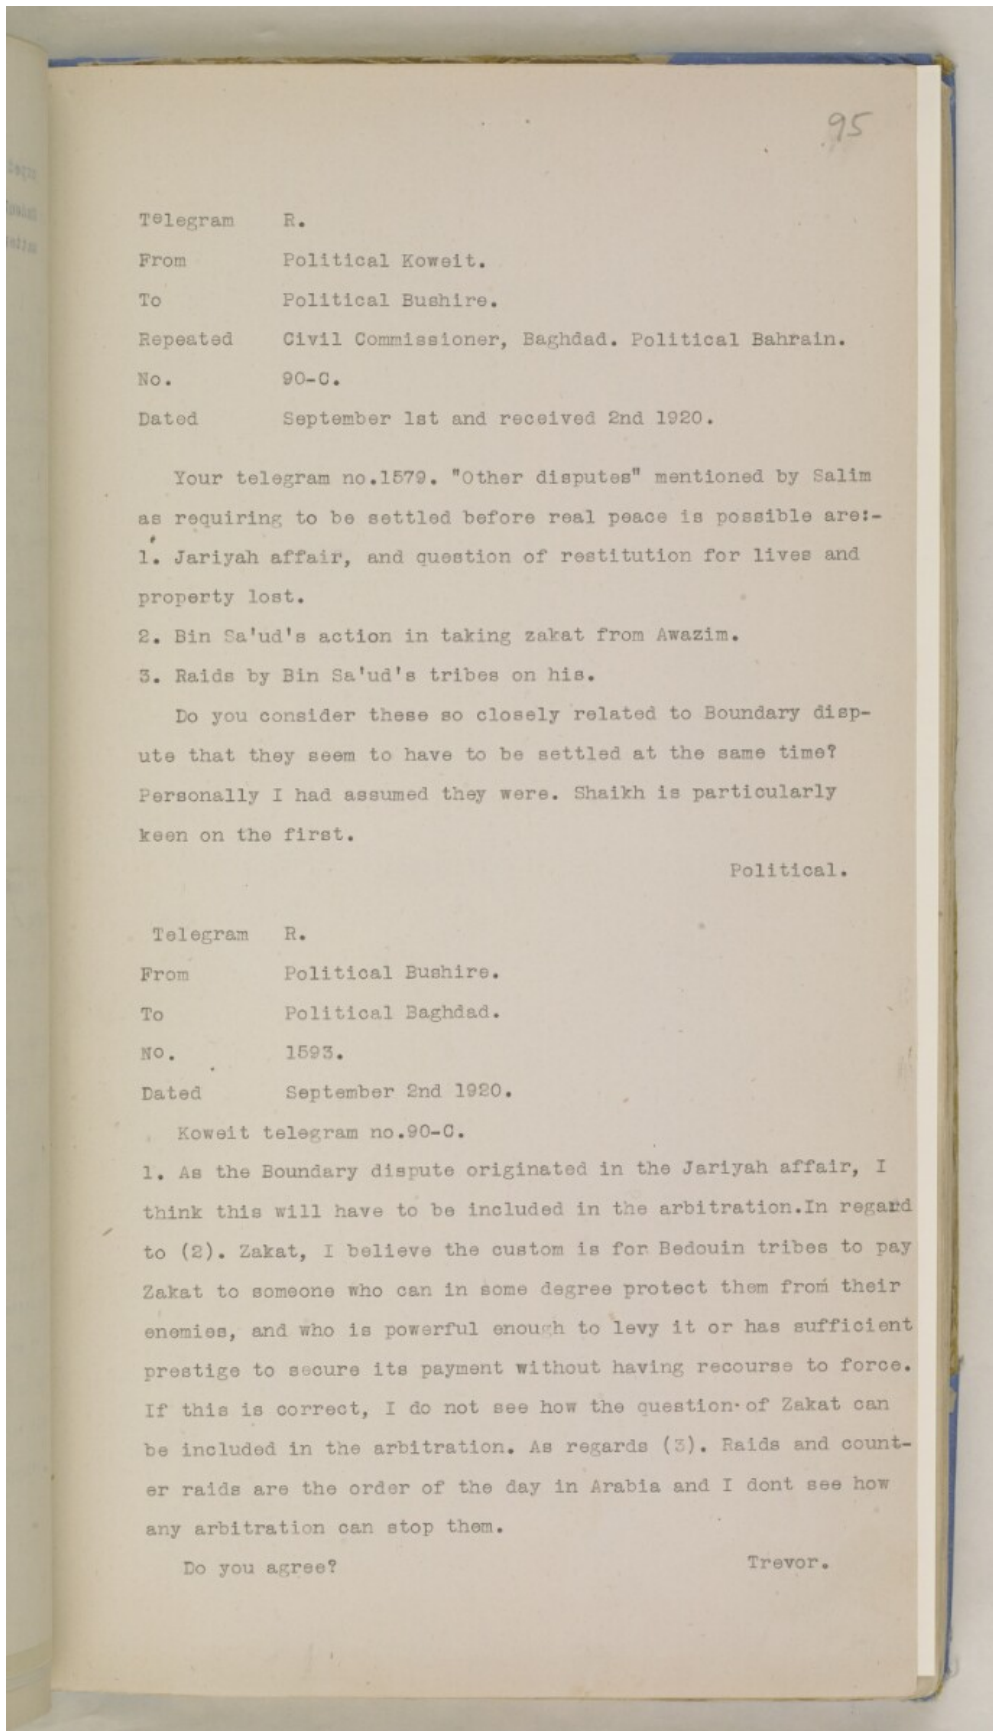 95
Telegram R.
From Political Koweit.
To Political Bushire.
Repeated Civil Commissioner, Baghdad. Political Bahrain.
No. 90-C.
Dated September 1st and received 2nd 1920.
Your telegram no.1579. "Other disputes" mentioned by Salim
as requiring to be settled before real peace is possible are:-
1. Jariyah affair, and question of restitution for lives and
property lost.
2. Bin Sa'ud's action in taking zakat from Awazim.
3. Raids by Bin Sa'ud's tribes on his.
Do you consider these so closely related to Boundary disp-
ute that they seem to have to be settled at the same time?
Personally I had assumed they were. Shaikh is particularly
keen on the first.
Political.
Telegram R.
From Political Bushire.
To Political Baghdad.
No. 1593.
Dated September 2nd 1920.
Koweit telegram no.90-C.
1. As the Boundary dispute originated in the Jariyah affair, I
think this will have to be included in the arbitration.In regard
to (2). Zakat, I believe the custom is for Bedouin tribes to pay
Zakat to someone who can in some degree protect them from their
enemies, and who is powerful enough to levy it or has sufficient
prestige to secure its payment without having recourse to force.
If this is correct, I do not see how the question of Zakat can
be included in the arbitration. As regards (3). Raids and count-
er raids are the order of the day in Arabia and I dont see how
any arbitration can stop them.
Do you agree? Trevor.